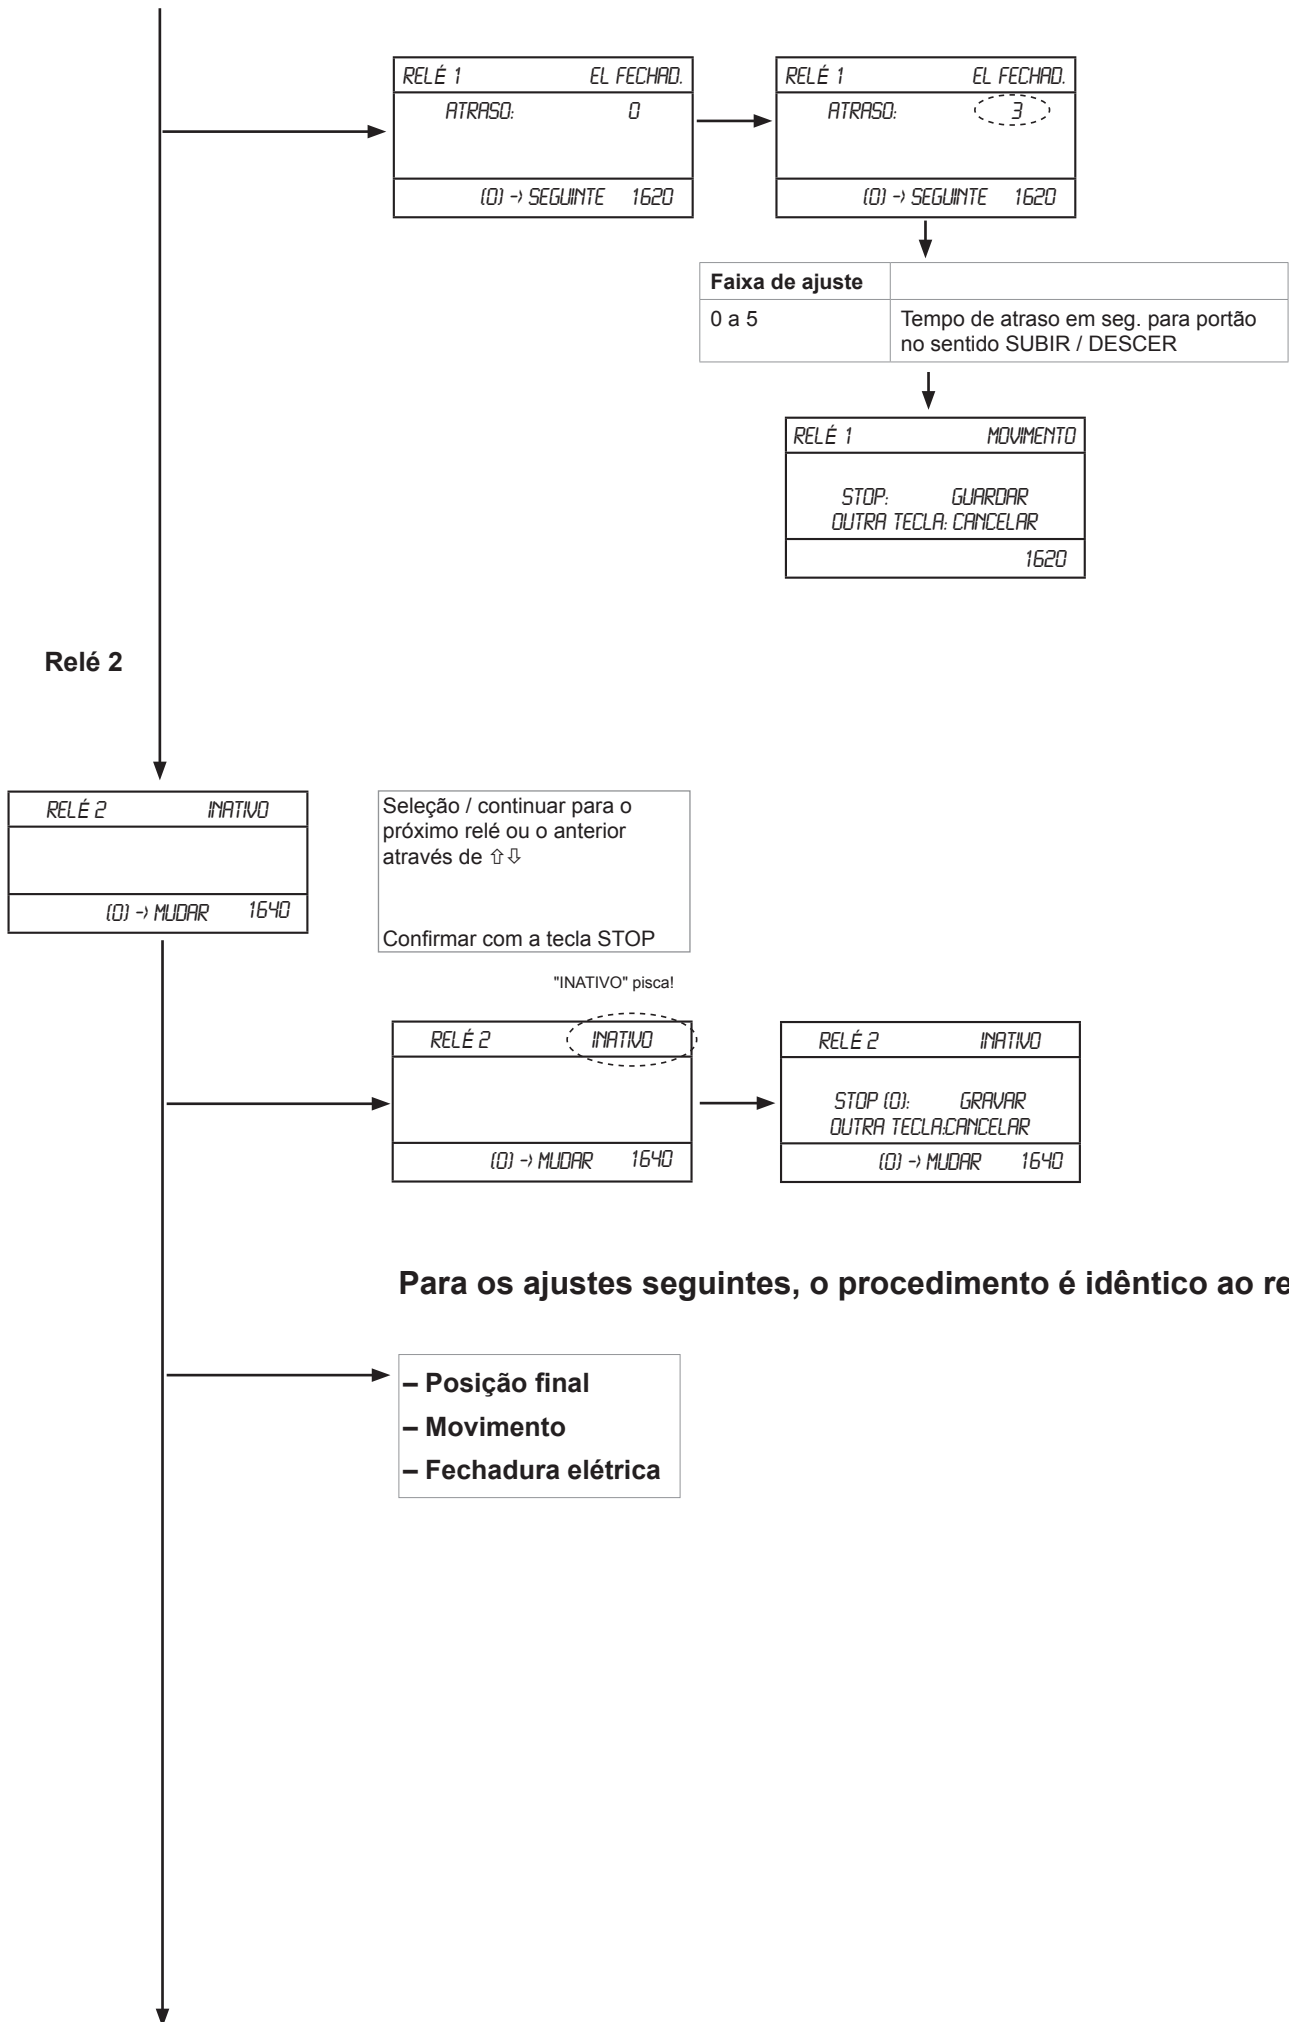 RELÉ 1 EL FECHAD.
ATRASO: 0
(0) -> SEGUINTE 1620
RELÉ 1 EL FECHAD.
ATRASO: 3
(0) -> SEGUINTE 1620
Faixa de ajuste
0 a 5 Tempo de atraso em seg. para portão
no sentido SUBIR / DESCER
RELÉ 1 MOVIMENTO
STOP: GUARDAR
OUTRA TECLA: CANCELAR
1620
Relé 2
RELÉ 2 INATIVO
(0) -> MUDAR 1640
Seleção / continuar para o
próximo relé ou o anterior
através de ⇧⇩
Confirmar com a tecla STOP
"INATIVO" pisca!
RELÉ 2 INATIVO
(0) -> MUDAR 1640
RELÉ 2 INATIVO
STOP (0): GRAVAR
OUTRA TECLA:CANCELAR
(0) -> MUDAR 1640
Para os ajustes seguintes, o procedimento é idêntico ao
– Posição final
– Movimento
– Fechadura elétrica